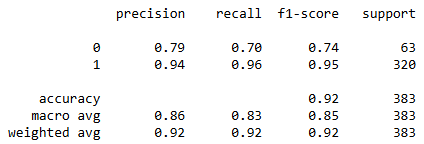 precision recall f1-score support
0 0.79 0.70 0.74 63
1 0.94 0.96 0.95 320
accuracy 0.92 383
macro avg 0.86 0.83 0.85 383
weighted avg 0.92 0.92 0.92 383